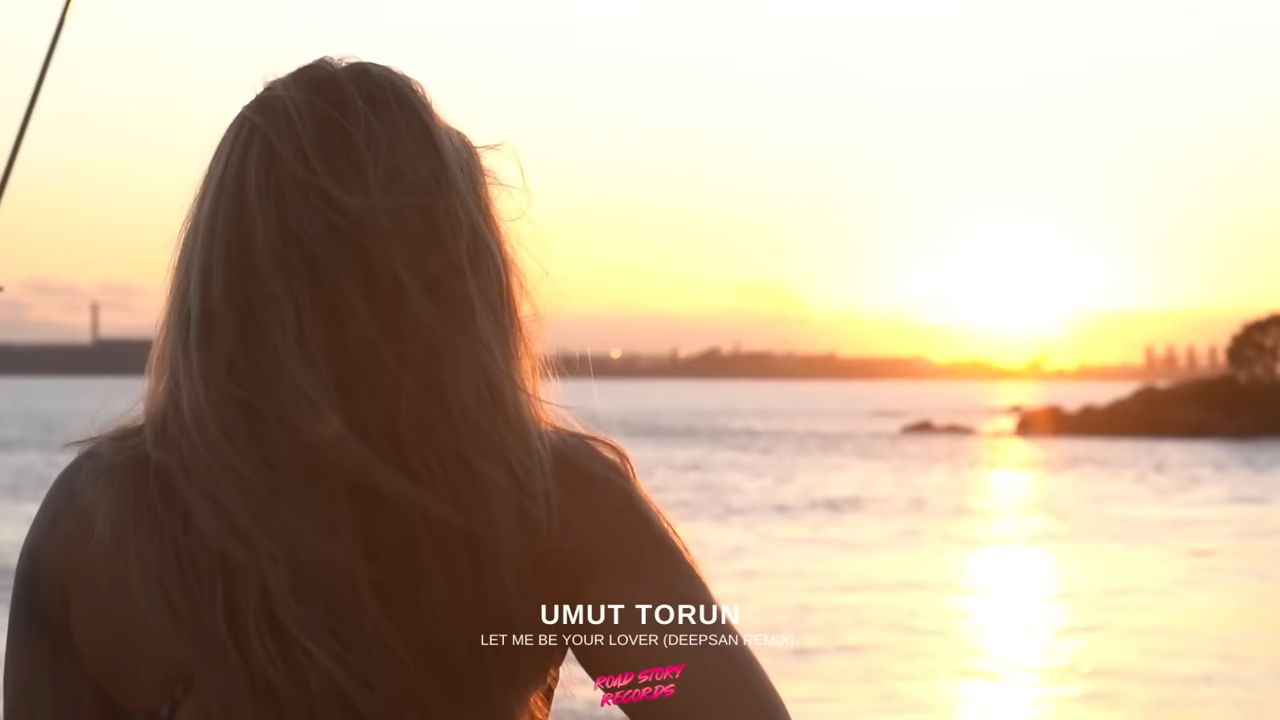 UMUT TORUN
LET ME BE YOUR LOVER (DEEPSAN REMIX)
ROAD STORY
RECORDS